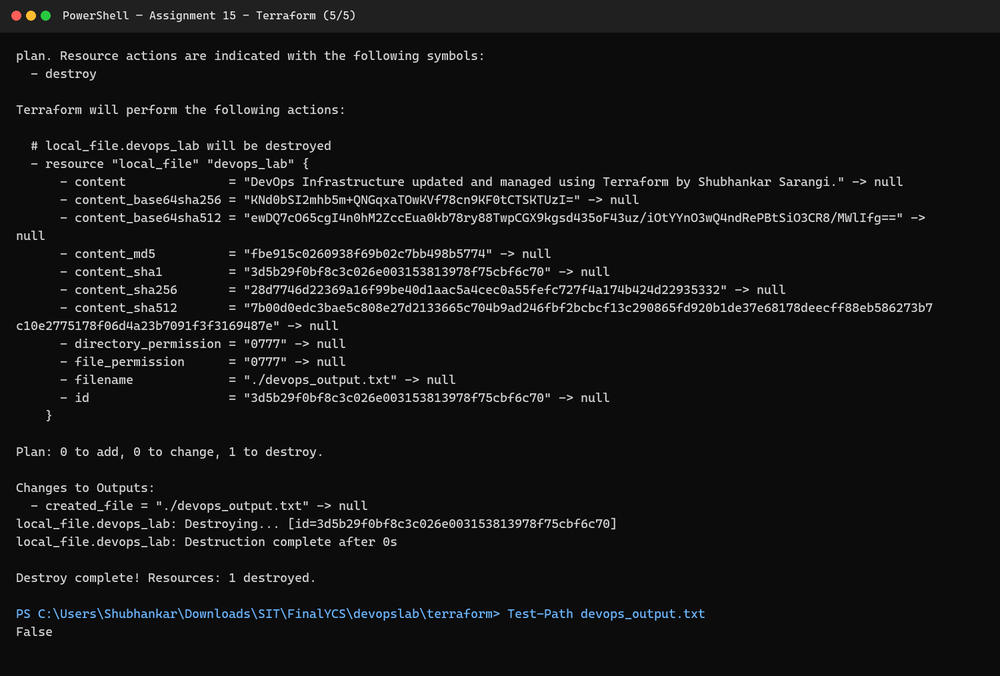 PowerShell — Assignment 15 - Terraform (5/5)
plan. Resource actions are indicated with the following symbols:
  - destroy
Terraform will perform the following actions:
  # local_file.devops_lab will be destroyed
  - resource "local_file" "devops_lab" {
      - content              = "DevOps Infrastructure updated and managed using Terraform by Shubhankar Sarangi." -> null
      - content_base64sha256 = "KNd0bSI2mhb5m+QNGqxaTOwKVf78cn9KF0tCTSKTUzI=" -> null
      - content_base64sha512 = "ewDQ7cO65cgI4n0hM2ZccEua0kb78ry88TwpCGX9kgsd435oF43uz/iOtYYnO3wQ4ndRePBtSiO3CR8/MWlIfg==" ->
null
      - content_md5          = "fbe915c0260938f69b02c7bb498b5774" -> null
      - content_sha1         = "3d5b29f0bf8c3c026e003153813978f75cbf6c70" -> null
      - content_sha256       = "28d7746d22369a16f99be40d1aac5a4cec0a55fefc727f4a174b424d22935332" -> null
      - content_sha512       = "7b00d0edc3bae5c808e27d2133665c704b9ad246fbf2bcbcf13c290865fd920b1de37e68178deecff88eb586273b7
c10e2775178f06d4a23b7091f3f3169487e" -> null
      - directory_permission = "0777" -> null
      - file_permission      = "0777" -> null
      - filename             = "./devops_output.txt" -> null
      - id                   = "3d5b29f0bf8c3c026e003153813978f75cbf6c70" -> null
    }
Plan: 0 to add, 0 to change, 1 to destroy.
Changes to Outputs:
  - created_file = "./devops_output.txt" -> null
local_file.devops_lab: Destroying... [id=3d5b29f0bf8c3c026e003153813978f75cbf6c70]
local_file.devops_lab: Destruction complete after 0s
Destroy complete! Resources: 1 destroyed.
PS C:\Users\Shubhankar\Downloads\SIT\FinalYCS\devopslab\terraform> Test-Path devops_output.txt
False